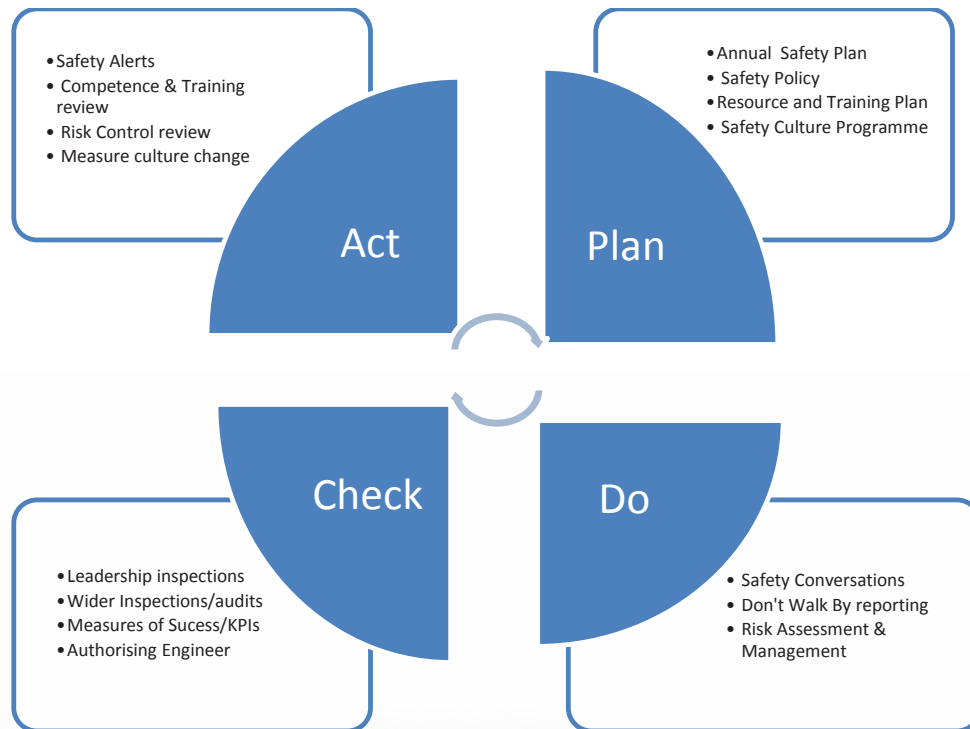 •Safety Alerts
• Competence & Training
review
• Risk Control review
• Measure culture change
Act
•Annual Safety Plan
• Safety Policy
•Resource and Training Plan
• Safety Culture Programme
Plan
Check
•Leadership inspections
•Wider Inspections/audits
•Measures of Sucess/KPIs
•Authorising Engineer
Do
• Safety Conversations
• Don't Walk By reporting
• Risk Assessment &
Management